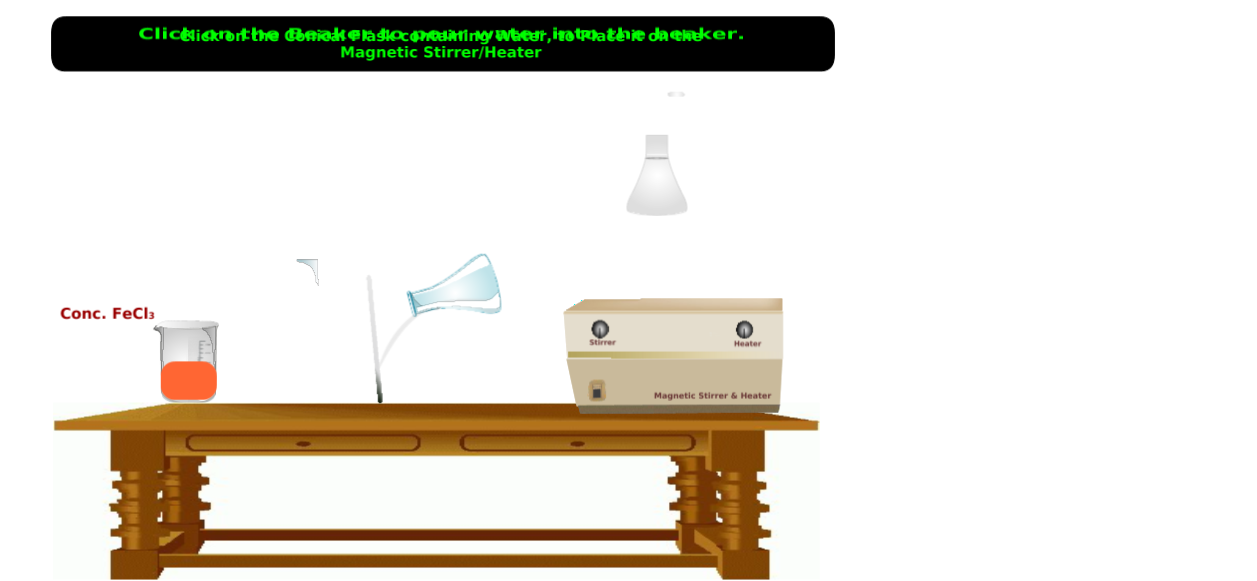 Click on the Beaker to pour water into the beaker.
Click on the Conical Flask containing Water, to Place it on the
Magnetic Stirrer/Heater
Conc. FeCl₃
Stirrer
Heater
Magnetic Stirrer & Heater